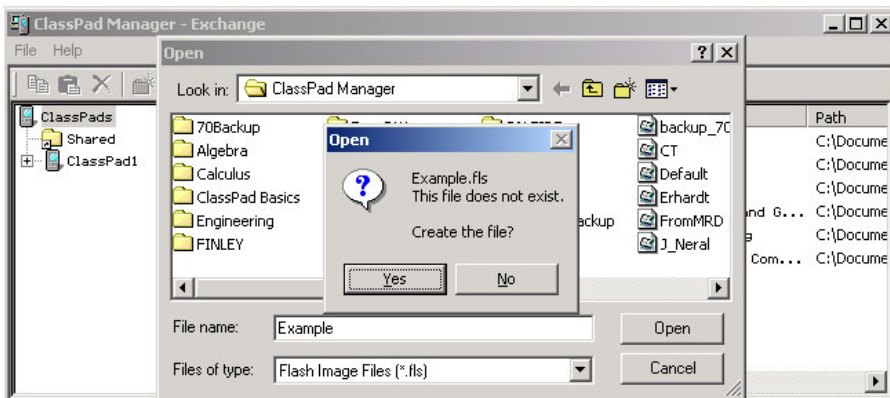 ClassPad Manager - Exchange
File Help
Open
Look in: ClassPad Manager
ClassPads
Shared
ClassPad1
70Backup
Algebra
Calculus
ClassPad Basics
Engineering
FINLEY
ackup
backup_70
CT
Default
Erhardt
FromMRD
J_Neral
Open
Example.fls
This file does not exist.
Create the file?
Yes No
File name: Example Open
Files of type: Flash Image Files (*.fls) Cancel
Path
C:\Docume
C:\Docume
C:\Docume
and G... C:\Docume
C:\Docume
Com... C:\Docume